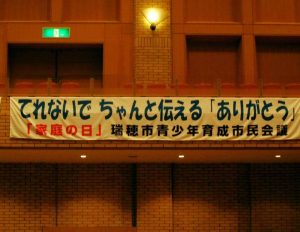 てれないで ちゃんと伝える「ありがとう」
「家庭の日」瑞穂市青少年育成市民会議